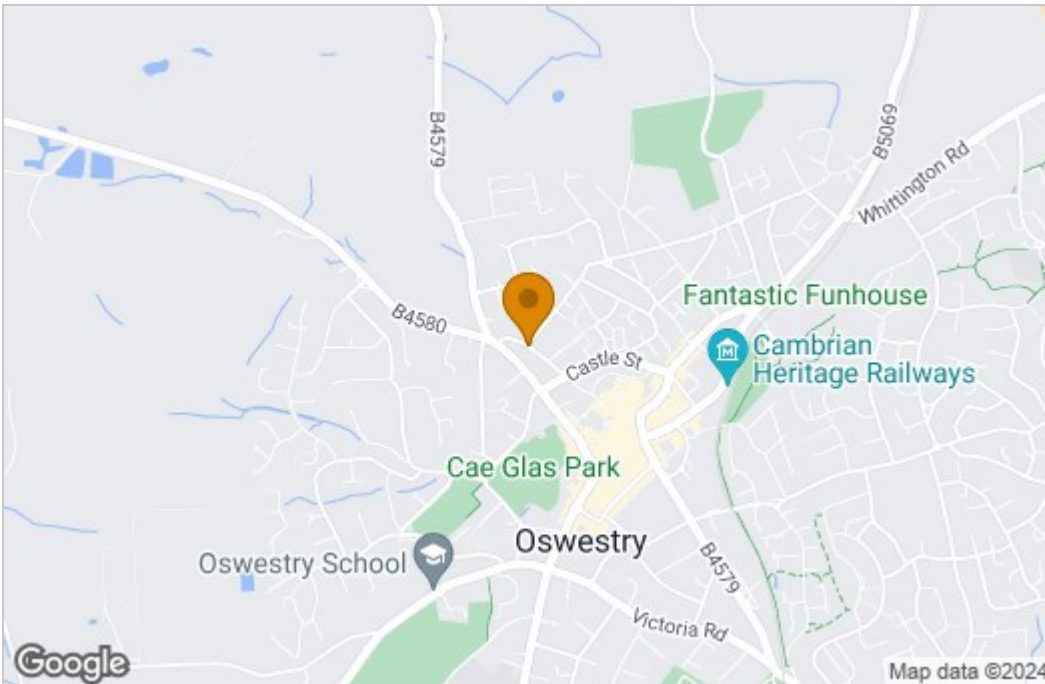 B4579
B5069
Whittington Rd
B4580
Fantastic Funhouse
Castle St
Cambrian
Heritage Railways
Cae Glas Park
Oswestry
Oswestry School
B4579
Victoria Rd
Google
Map data ©2024